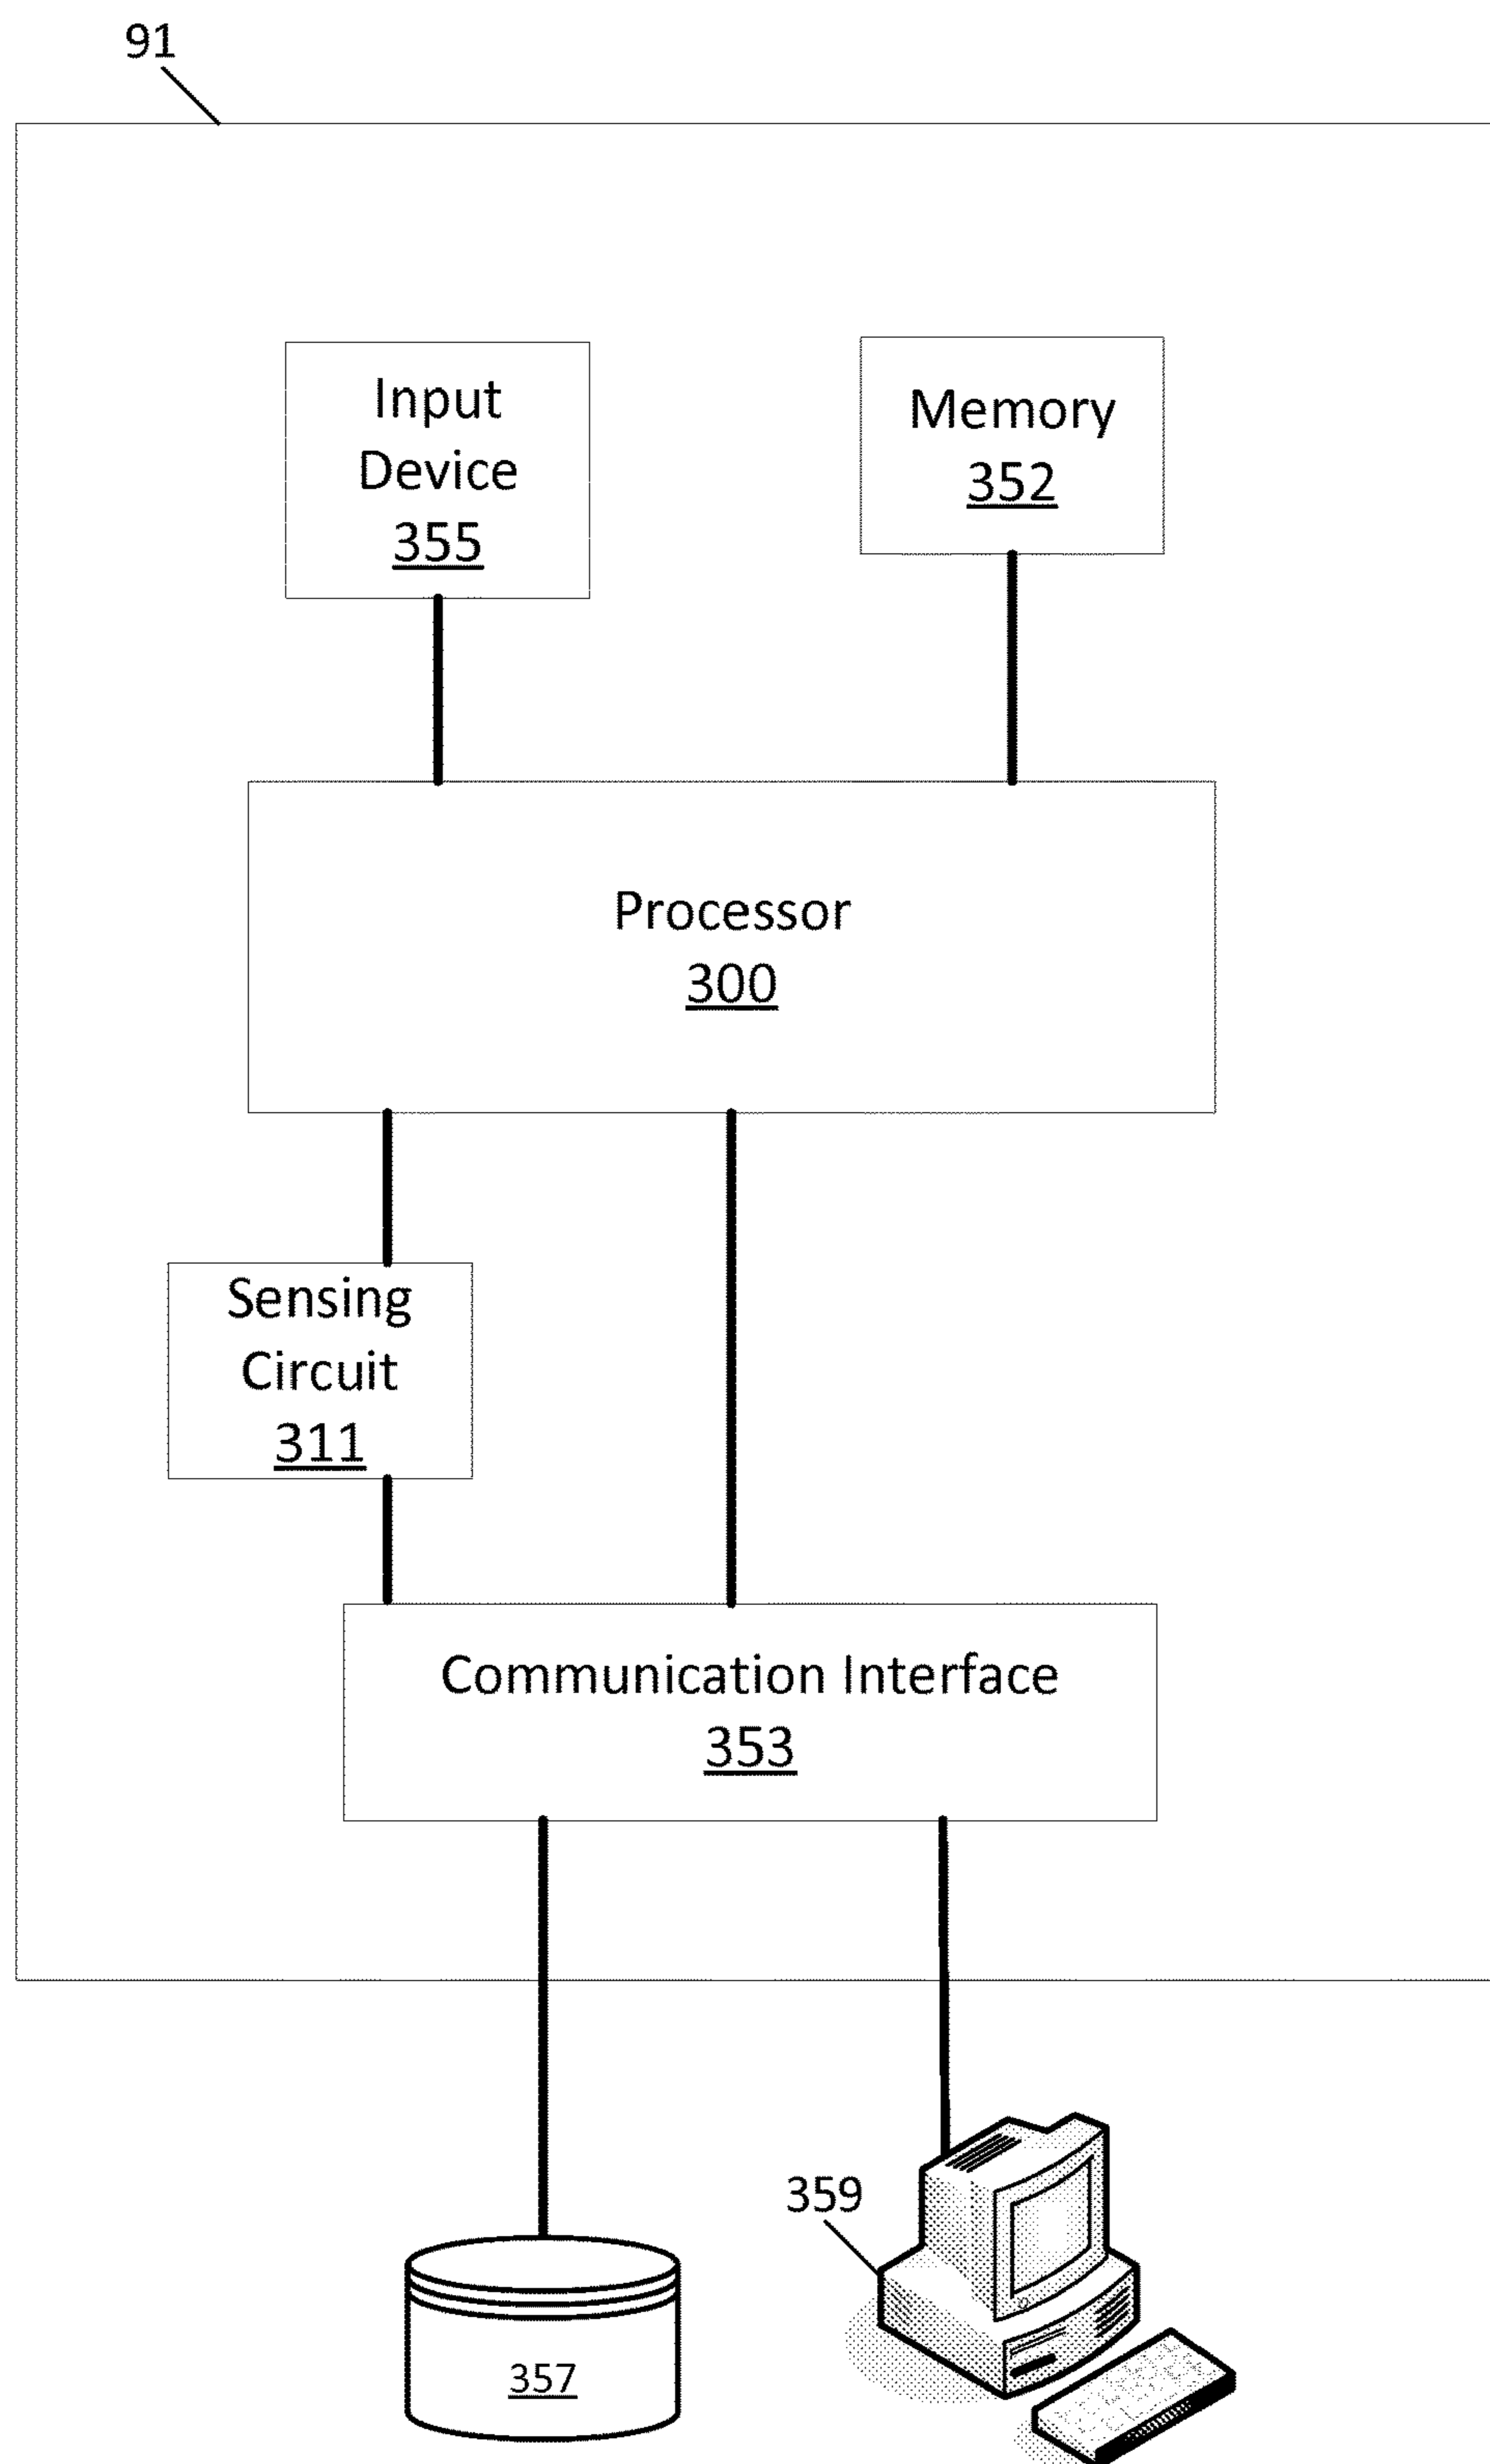 91
Input
Device
355
Memory
352
Processor
300
Sensing
Circuit
311
Communication Interface
353
359
357